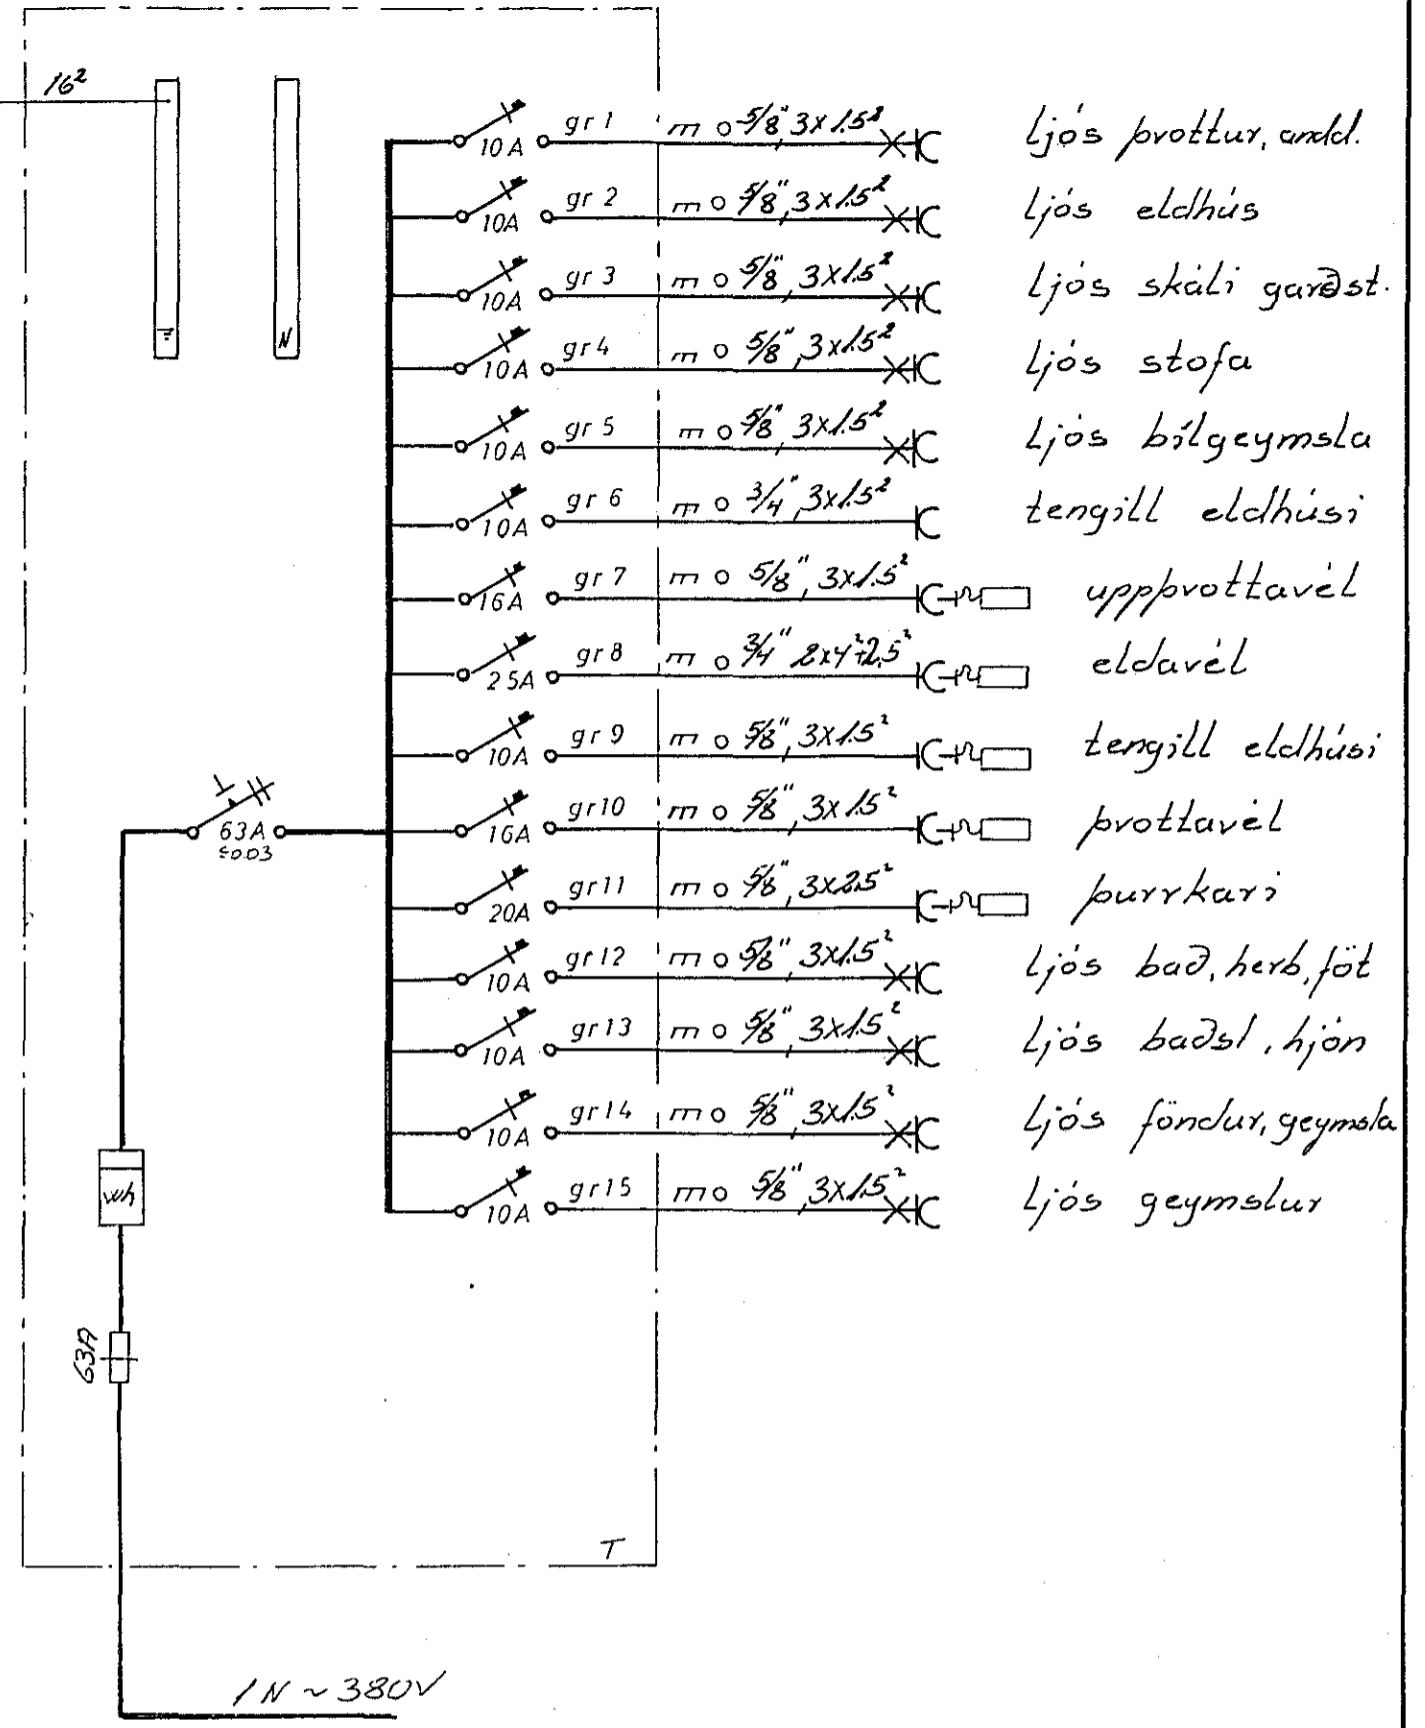 16²
N
10A gr 1 m o 5/8", 3x1.5² ljós þvottur, andd.
10A gr 2 m o 5/8", 3x1.5² ljós eldhús
10A gr 3 m o 5/8", 3x1.5² ljós skáli garðst.
10A gr 4 m o 5/8", 3x1.5² ljós stofa
10A gr 5 m o 5/8" 3x1.5² ljós bílgeymsla
10A gr 6 m o 3/4", 3x1.5² tengill eldhúsi
16A gr 7 m o 5/8", 3x1.5² uppþvottavél
25A gr 8 m o 3/4" 2x4²+2.5² eldavél
10A gr 9 m o 5/8", 3x1.5² tengill eldhúsi
16A gr10 m o 5/8", 3x1.5² þvottavél
20A gr11 m o 5/8", 3x2.5² þurrkari
10A gr12 m o 5/8", 3x1.5² ljós bað, herb, föt
10A gr13 m o 5/8", 3x1.5² ljós baðsl, hjón
10A gr14 m o 5/8", 3x1.5² ljós föndur, geymsla
10A gr15 m o 5/8", 3x1.5² ljós geymslur
63A
≤0.03
Wh
63A
T
1N ~ 380V